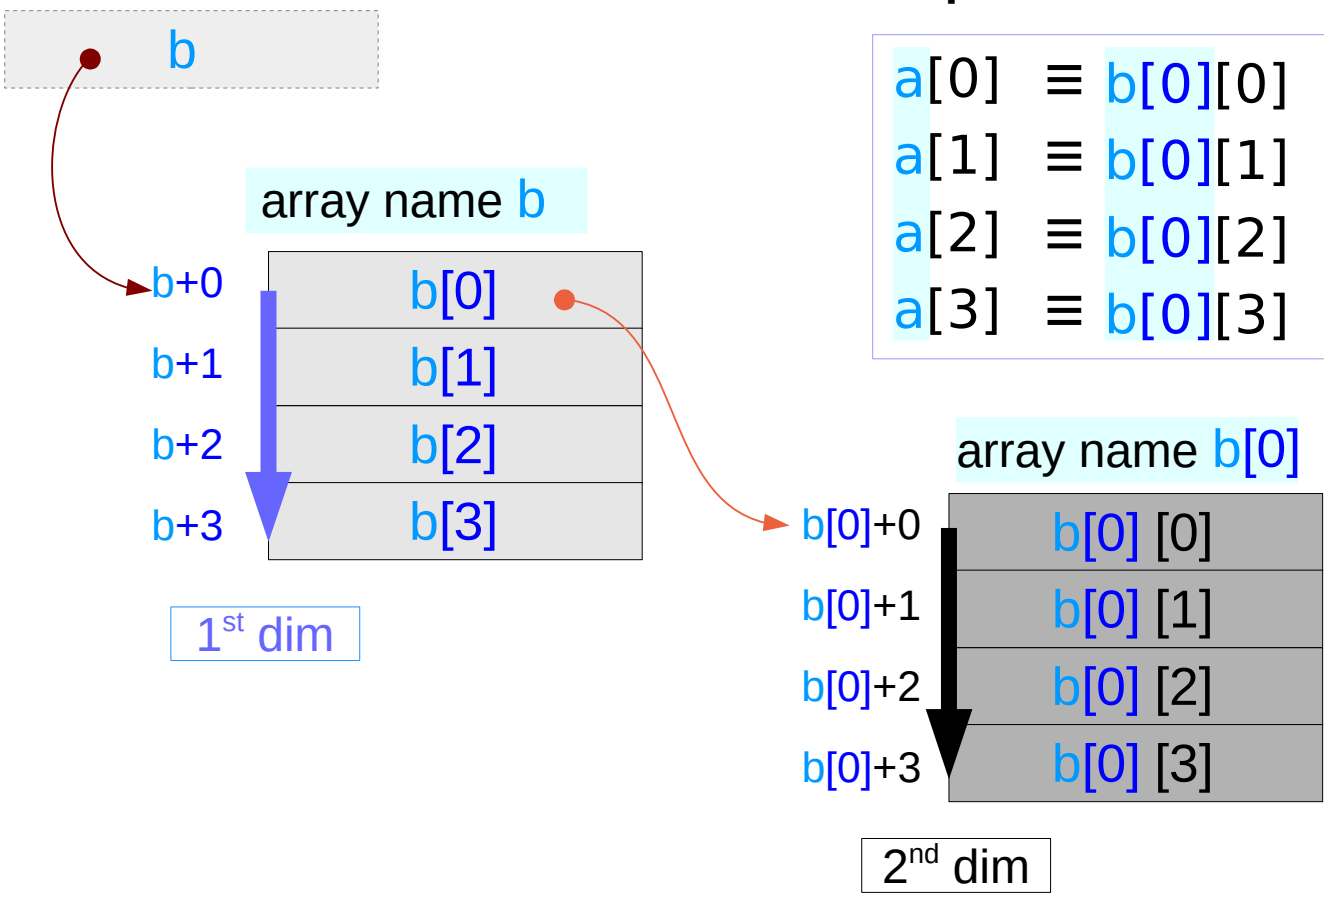 b
a[0] ≡ b[0][0]
a[1] ≡ b[0][1]
a[2] ≡ b[0][2]
a[3] ≡ b[0][3]
array name b
b+0 b[0]
b+1 b[1]
b+2 b[2]
b+3 b[3]
1st dim
array name b[0]
b[0]+0 b[0] [0]
b[0]+1 b[0] [1]
b[0]+2 b[0] [2]
b[0]+3 b[0] [3]
2nd dim